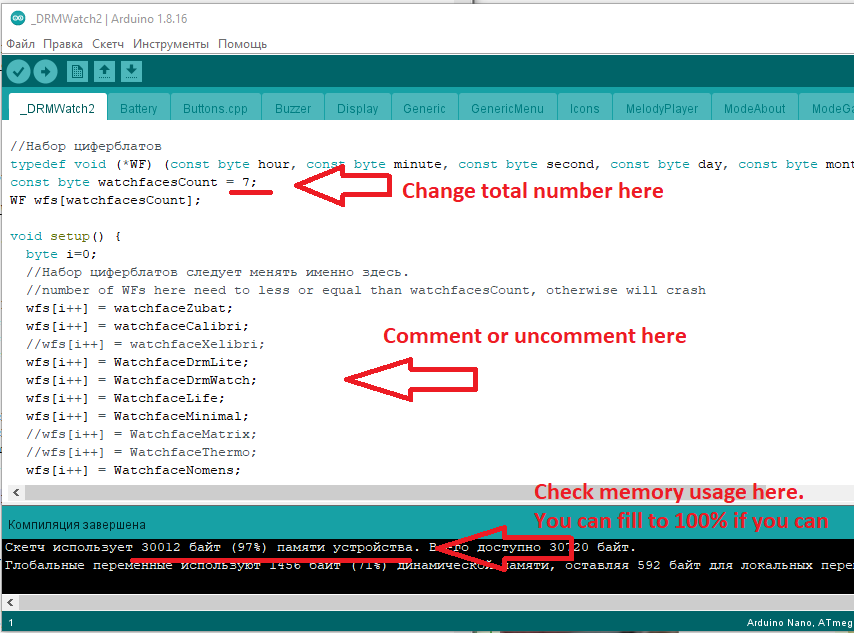 _DRMWatch2 | Arduino 1.8.16
Файл Правка Скетч Инструменты Помощь
_DRMWatch2 Battery Buttons.cpp Buzzer Display Generic GenericMenu Icons MelodyPlayer ModeAbout ModeGa
//Набор циферблатов
typedef void (*WF) (const byte hour, const byte minute, const byte second, const byte day, const byte mont
const byte watchfacesCount = 7;
Change total number here
WF wfs[watchfacesCount];
void setup() {
byte i=0;
//Набор циферблатов следует менять именно здесь.
//number of WFs here need to less or equal than watchfacesCount, otherwise will crash
wfs[i++] = watchfaceZubat;
wfs[i++] = watchfaceCalibri;
Comment or uncomment here
//wfs[i++] = watchfaceXelibri;
wfs[i++] = WatchfaceDrmLite;
wfs[i++] = WatchfaceDrmWatch;
wfs[i++] = WatchfaceLife;
wfs[i++] = WatchfaceMinimal;
//wfs[i++] = WatchfaceMatrix;
//wfs[i++] = WatchfaceThermo;
wfs[i++] = WatchfaceNomens;
Check memory usage here.
You can fill to 100% if you can
Компиляция завершена
Скетч использует 30012 байт (97%) памяти устройства. доступно байт.
Глобальные переменные используют 1456 байт (71%) динамической памяти, оставляя 592 байт для локальных пере
1
Arduino Nano, ATmeg